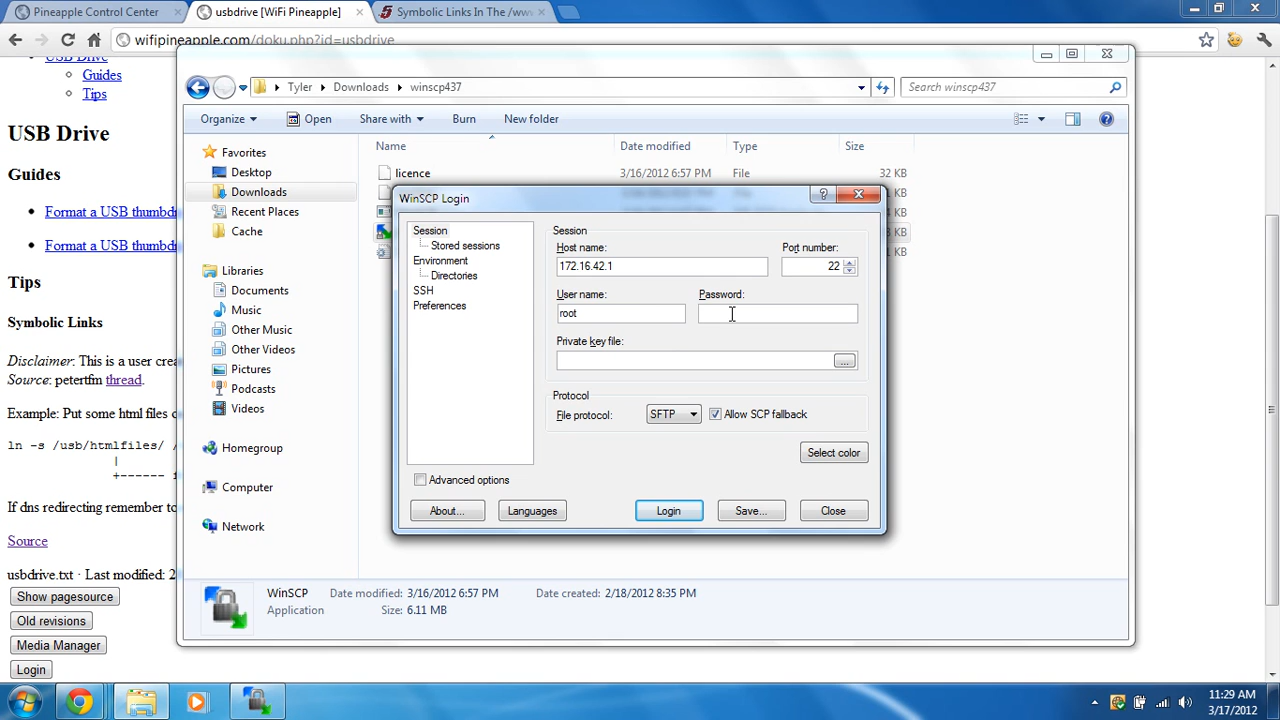 Pineapple Control Center
usbdrive [WiFi Pineapple]
Symbolic Links In The /ww
wifipineapple.com/doku.php?id=usbdrive
USB Drive
Guides
Tips
USB Drive
Guides
Format a USB thumbd
Format a USB thumbd
Tips
Symbolic Links
Disclaimer: This is a user crea
Source: petertfm thread.
Example: Put some html files o
ln -s /usb/htmlfiles/ /
|
+------
If dns redirecting remember to
Source
usbdrive.txt · Last modified: 2
Show pagesource
Old revisions
Media Manager
Login
Tyler
Downloads
winscp437
Search winscp437
Organize
Open
Share with
Burn
New folder
Favorites
Desktop
Downloads
Recent Places
Cache
Libraries
Documents
Music
Other Music
Other Videos
Pictures
Podcasts
Videos
Homegroup
Computer
Network
Name
Date modified
Type
Size
licence
3/16/2012 6:57 PM
File
32 KB
KB
KB
KB
KB
WinSCP Login
Session
Stored sessions
Environment
Directories
SSH
Preferences
Session
Host name:
Port number:
172.16.42.1
22
User name:
Password:
root
Private key file:
...
Protocol
File protocol:
SFTP
Allow SCP fallback
Select color
Advanced options
About...
Languages
Login
Save...
Close
WinSCP
Date modified: 3/16/2012 6:57 PM
Date created: 2/18/2012 8:35 PM
Application
Size: 6.11 MB
11:29 AM
3/17/2012